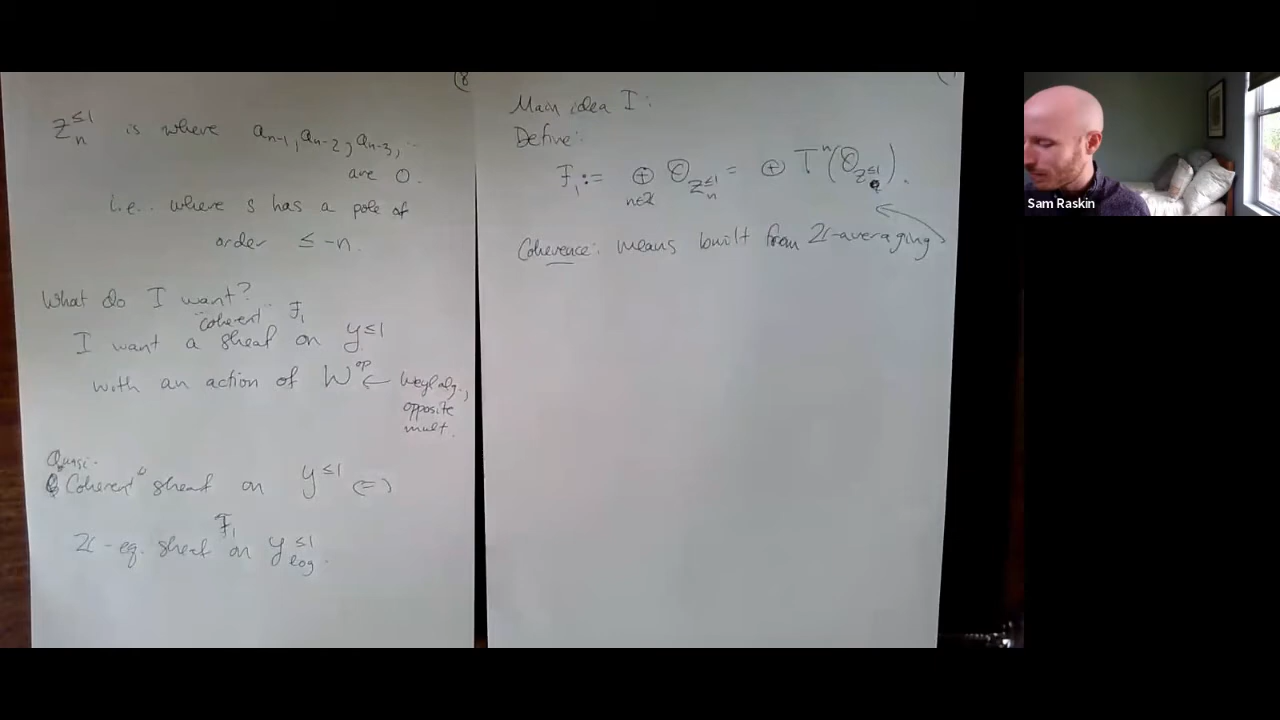 (8
Z_n^{≤1} is where a_{n-1}, a_{n-2}, a_{n-3}, ...
are 0.
i.e. where s has a pole of
order ≤ -n.
What do I want?
"coherent" F_1
I want a sheaf on Y^{≤1}
with an action of W^{op} ← Weyl alg.,
opposite
mult.
Quasi-
Coherent sheaf on Y^{≤1} (=)
Z-eq. sheaf F_1 on Y_{log}^{≤1}.
Main idea I:
Define:
F_1 := ⊕_{n∈Z} O_{Z_n^{≤1}} = ⊕ T^n(O_{Z^{≤1}}).
Coherence: means built from Z-averaging
Sam Raskin